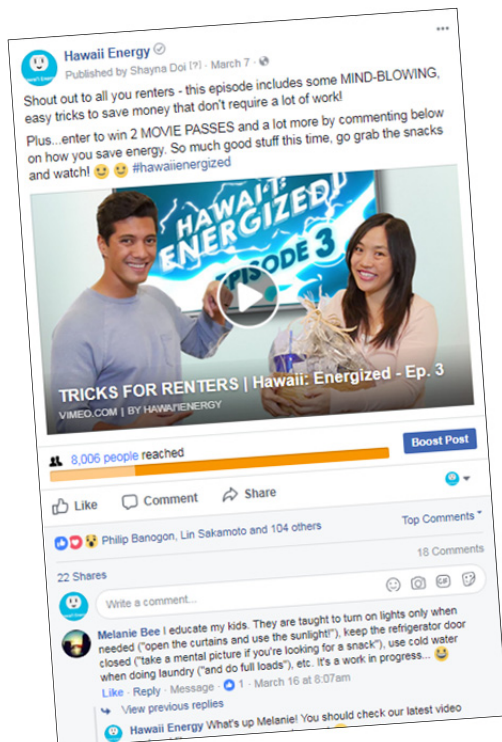 Hawaii Energy
Published by Shayna Doi [?] · March 7 ·
Shout out to all you renters - this episode includes some MIND-BLOWING,
easy tricks to save money that don't require a lot of work!
Plus...enter to win 2 MOVIE PASSES and a lot more by commenting below
on how you save energy. So much good stuff this time, go grab the snacks
and watch! 😉 😀 #hawaiienergized
HAWAI'I:
ENERGIZED
EPISODE 3
TRICKS FOR RENTERS | Hawaii: Energized - Ep. 3
VIMEO.COM | BY HAWAI'IENERGY
8,006 people reached
Boost Post
Like Comment Share
Philip Banogon, Lin Sakamoto and 104 others
Top Comments
22 Shares
18 Comments
Write a comment...
Melanie Bee I educate my kids. They are taught to turn on lights only when
needed ("open the curtains and use the sunlight!"), keep the refrigerator door
closed ("take a mental picture if you're looking for a snack"), use cold water
when doing laundry ("and do full loads"), etc. It's a work in progress... 😀
Like · Reply · Message · 1 · March 16 at 8:07am
View previous replies
Hawaii Energy What's up Melanie! You should check our latest video